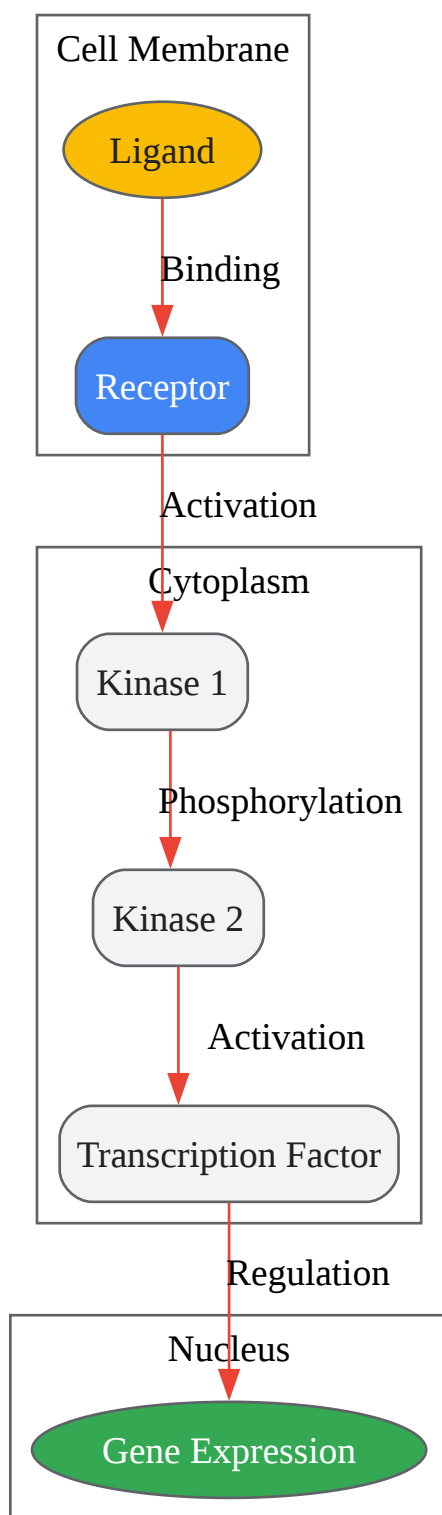 Cell Membrane
Ligand
Binding
Receptor
Activation
Cytoplasm
Kinase 1
Phosphorylation
Kinase 2
Activation
Transcription Factor
Regulation
Nucleus
Gene Expression